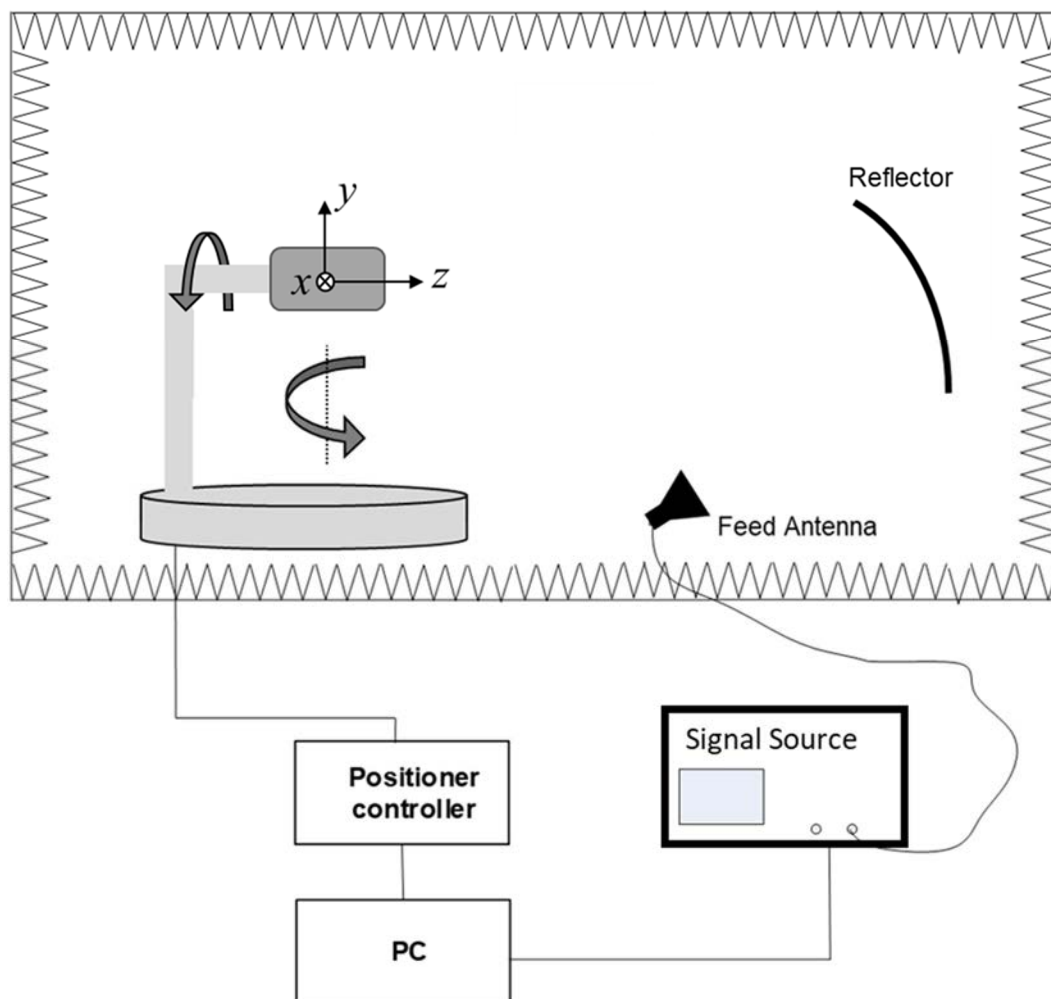 Reflector
y
x
z
Feed Antenna
Signal Source
Positioner
controller
PC